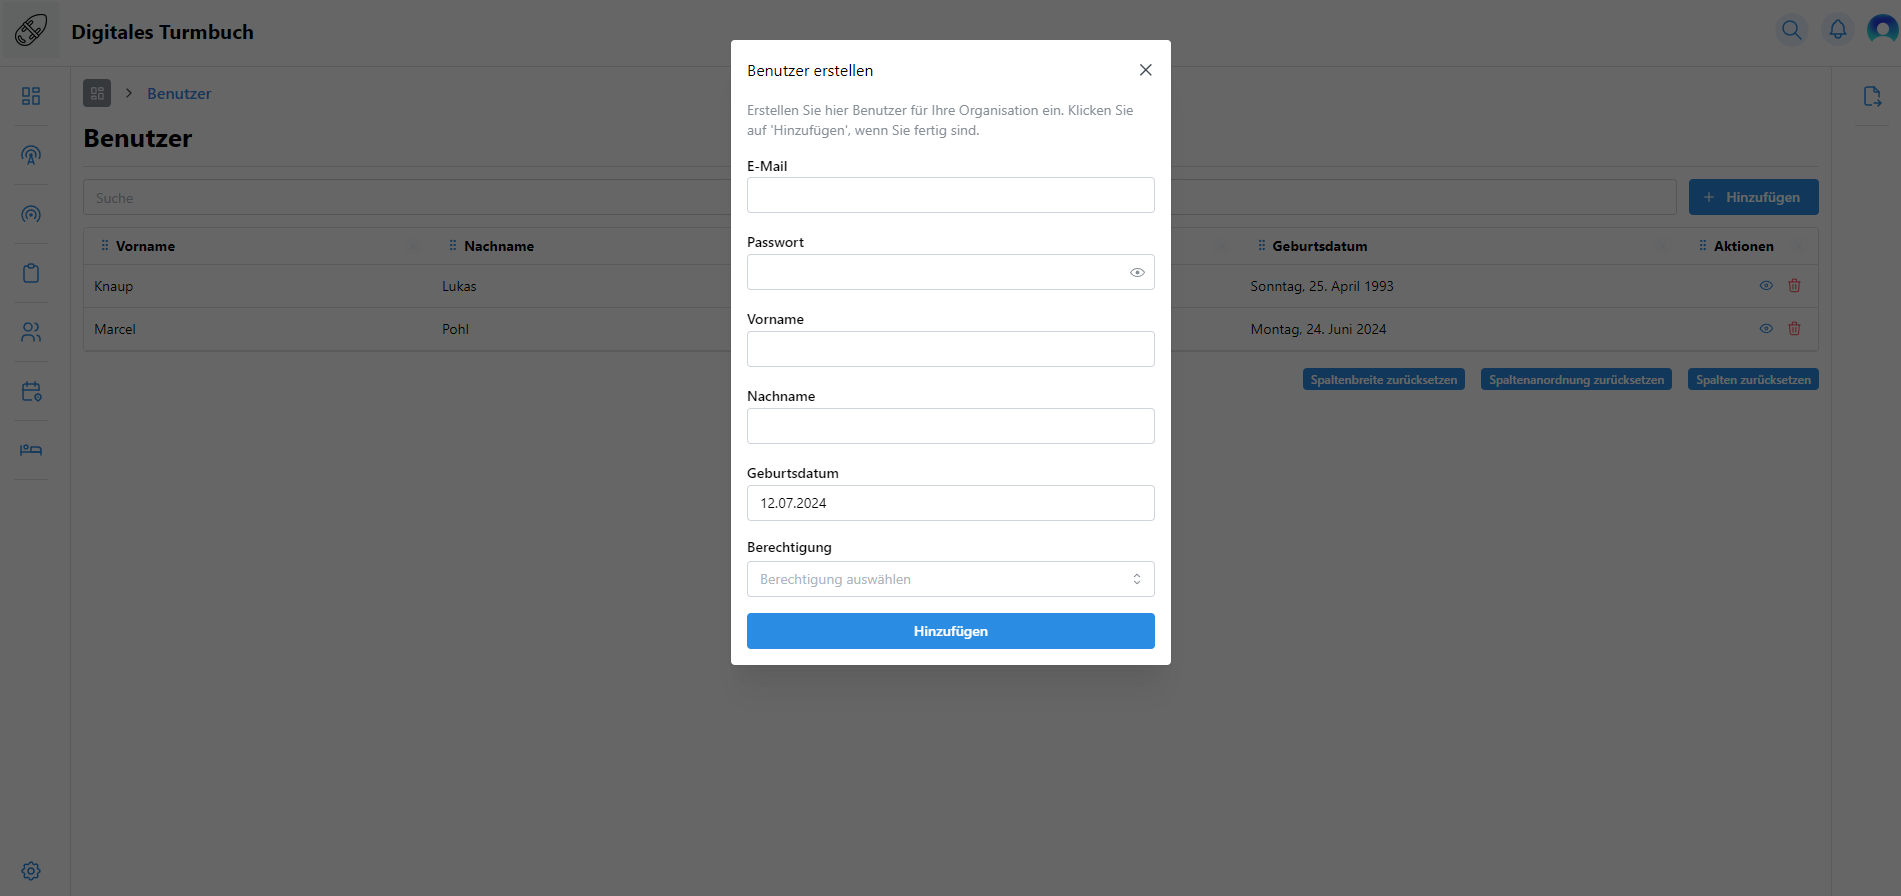 Digitales Turmbuch
Benutzer
Benutzer
Suche
Hinzufügen
Vorname Nachname Geburtsdatum Aktionen
Knaup Lukas Sonntag, 25. April 1993
Marcel Pohl Montag, 24. Juni 2024
Spaltenbreite zurücksetzen Spaltenanordnung zurücksetzen Spalten zurücksetzen
Benutzer erstellen
Erstellen Sie hier Benutzer für Ihre Organisation ein. Klicken Sie
auf 'Hinzufügen', wenn Sie fertig sind.
E-Mail
Passwort
Vorname
Nachname
Geburtsdatum
12.07.2024
Berechtigung
Berechtigung auswählen
Hinzufügen